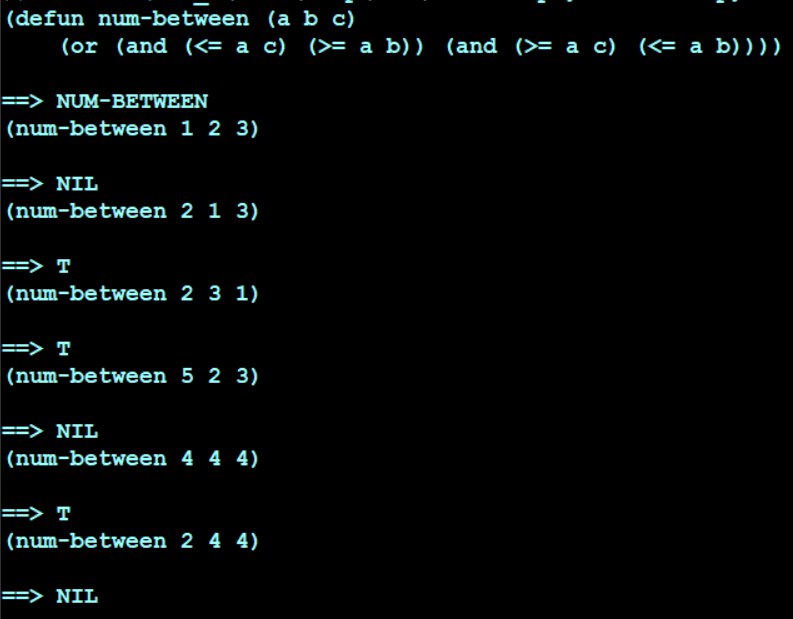 (defun num-between (a b c)
    (or (and (<= a c) (>= a b)) (and (>= a c) (<= a b))))
==> NUM-BETWEEN
(num-between 1 2 3)
==> NIL
(num-between 2 1 3)
==> T
(num-between 2 3 1)
==> T
(num-between 5 2 3)
==> NIL
(num-between 4 4 4)
==> T
(num-between 2 4 4)
==> NIL